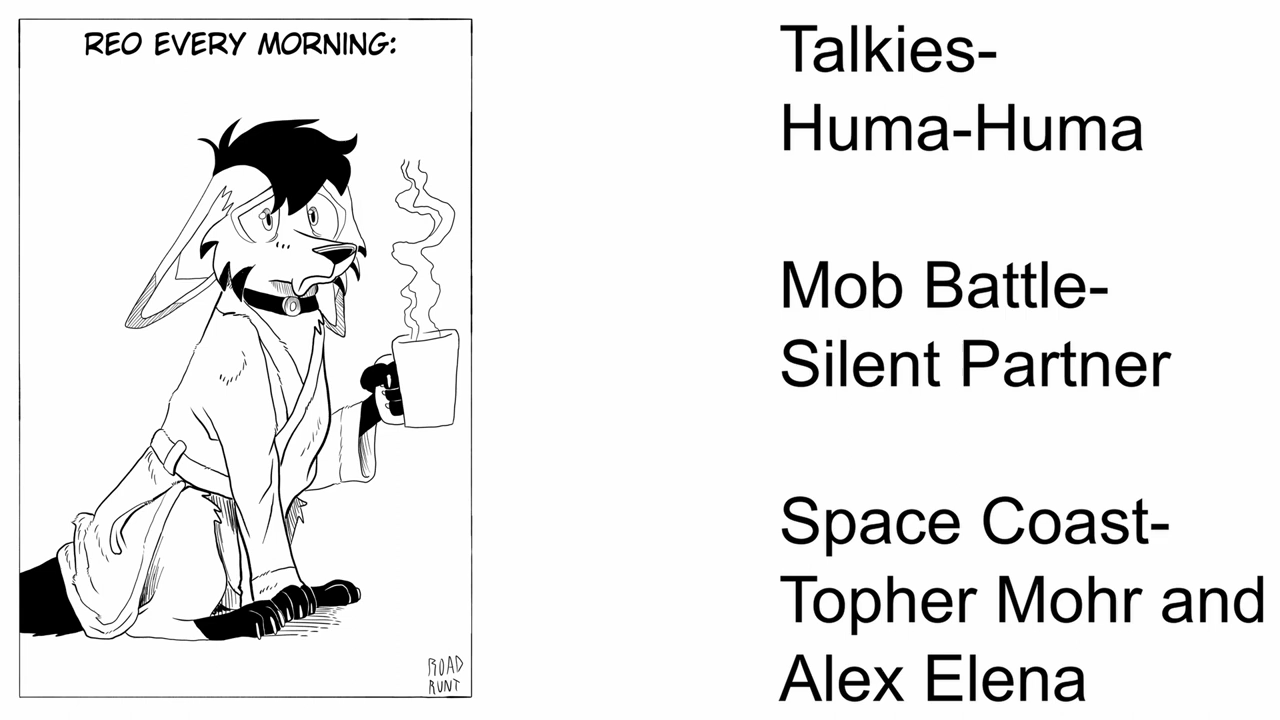 REO EVERY MORNING:
ROAD
RUNT
Talkies-
Huma-Huma
Mob Battle-
Silent Partner
Space Coast-
Topher Mohr and
Alex Elena